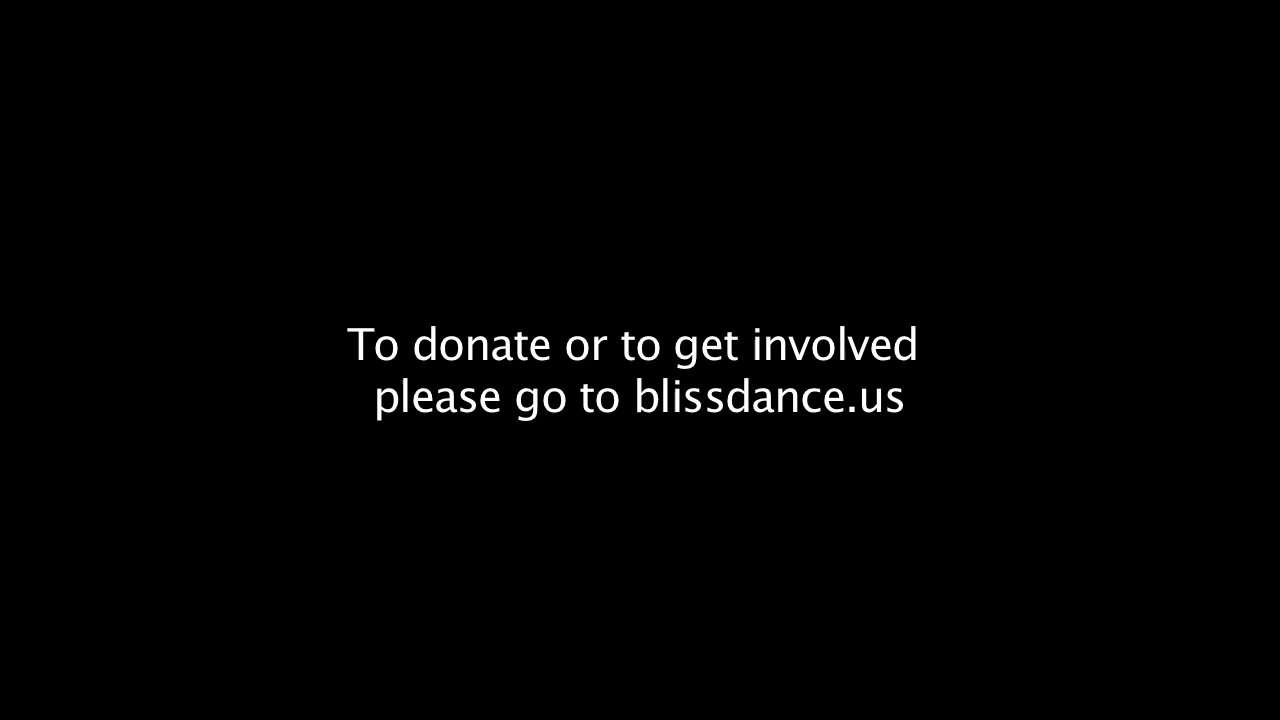 To donate or to get involved
please go to blissdance.us